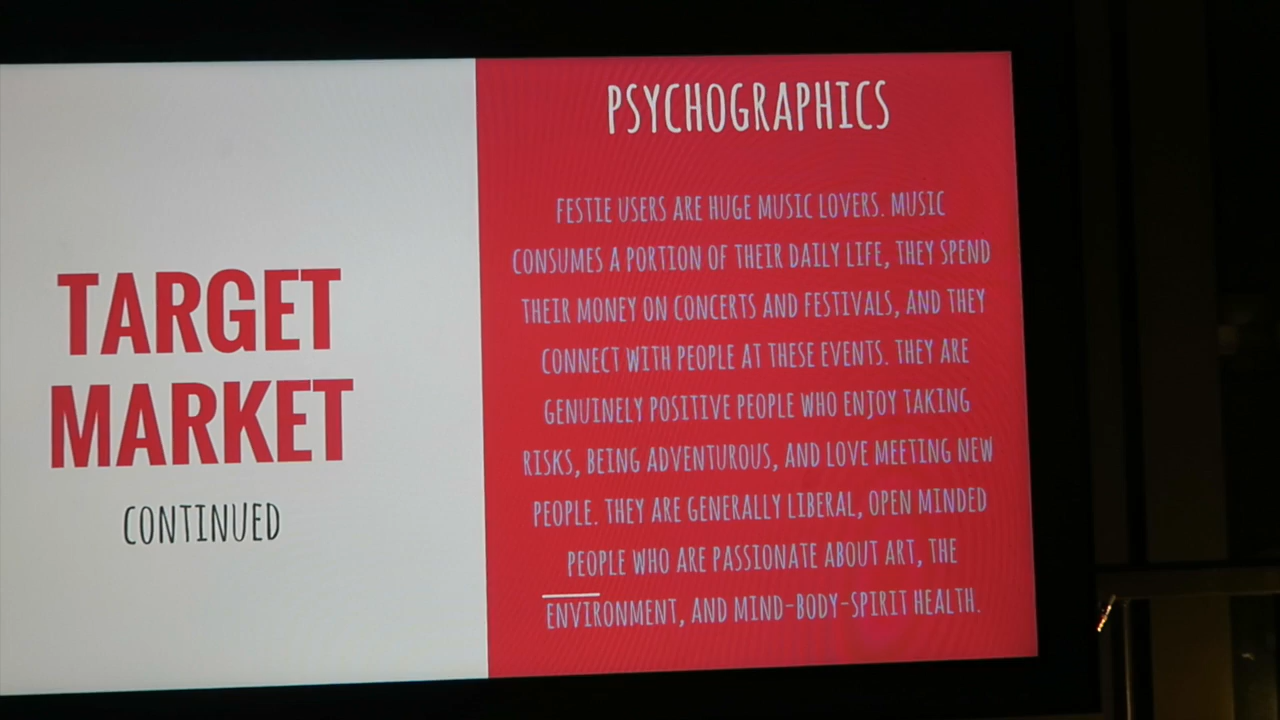 TARGET
MARKET
CONTINUED
PSYCHOGRAPHICS
FESTIE USERS ARE HUGE MUSIC LOVERS. MUSIC
CONSUMES A PORTION OF THEIR DAILY LIFE, THEY SPEND
THEIR MONEY ON CONCERTS AND FESTIVALS, AND THEY
CONNECT WITH PEOPLE AT THESE EVENTS. THEY ARE
GENUINELY POSITIVE PEOPLE WHO ENJOY TAKING
RISKS, BEING ADVENTUROUS, AND LOVE MEETING NEW
PEOPLE. THEY ARE GENERALLY LIBERAL, OPEN MINDED
PEOPLE WHO ARE PASSIONATE ABOUT ART, THE
ENVIRONMENT, AND MIND-BODY-SPIRIT HEALTH.